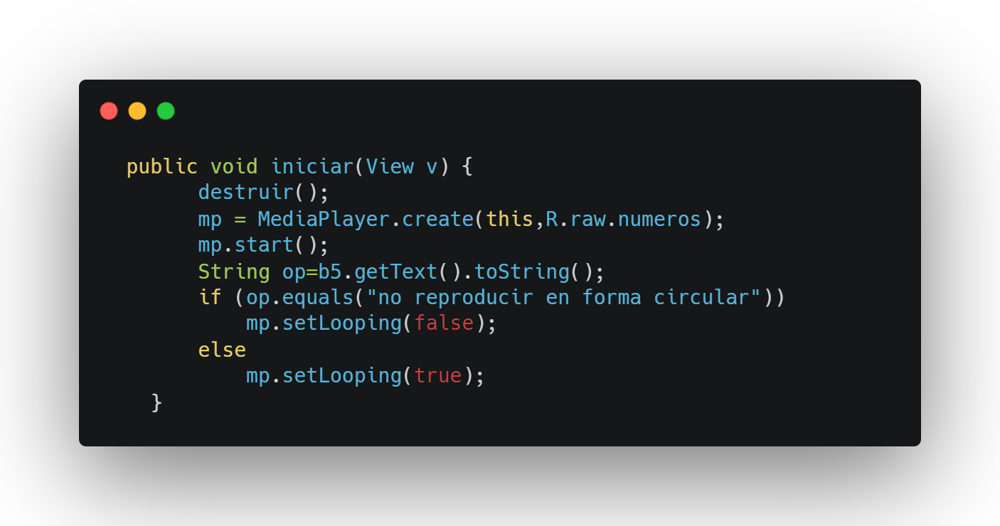 public void iniciar(View v) {
destruir();
mp = MediaPlayer.create(this,R.raw.numeros);
mp.start();
String op=b5.getText().toString();
if (op.equals("no reproducir en forma circular"))
mp.setLooping(false);
else
mp.setLooping(true);
}